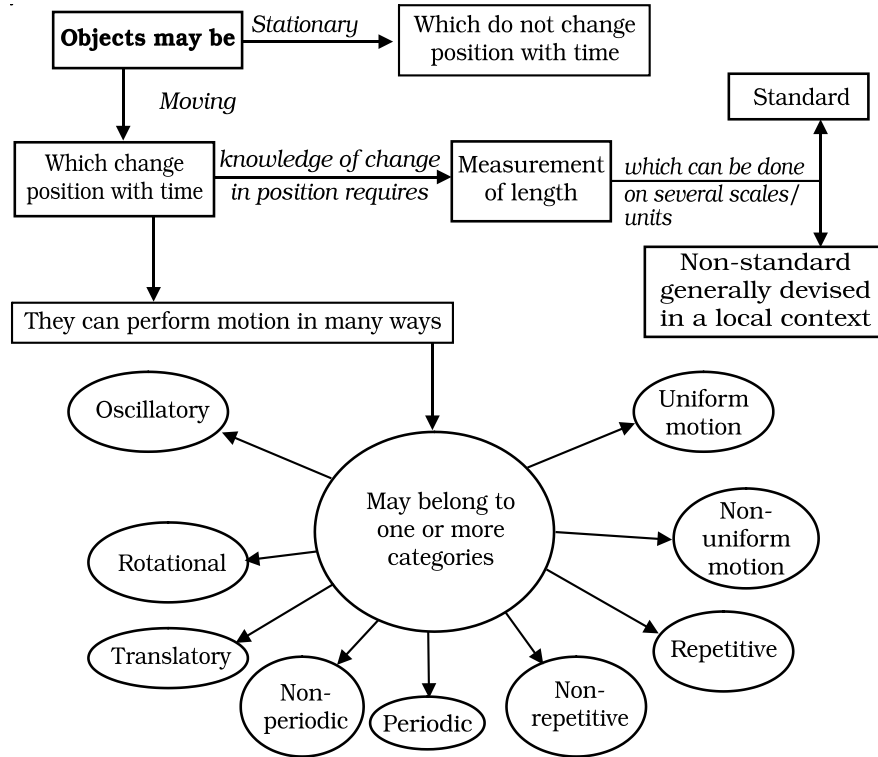 Objects may be
Stationary
Which do not change
position with time
Moving
Standard
Which change
position with time
knowledge of change
in position requires
Measurement
of length
which can be done
on several scales/
units
Non-standard
generally devised
in a local context
They can perform motion in many ways
Oscillatory
Uniform
motion
May belong to
one or more
categories
Non-
uniform
motion
Rotational
Translatory
Repetitive
Non-
periodic
Periodic
Non-
repetitive